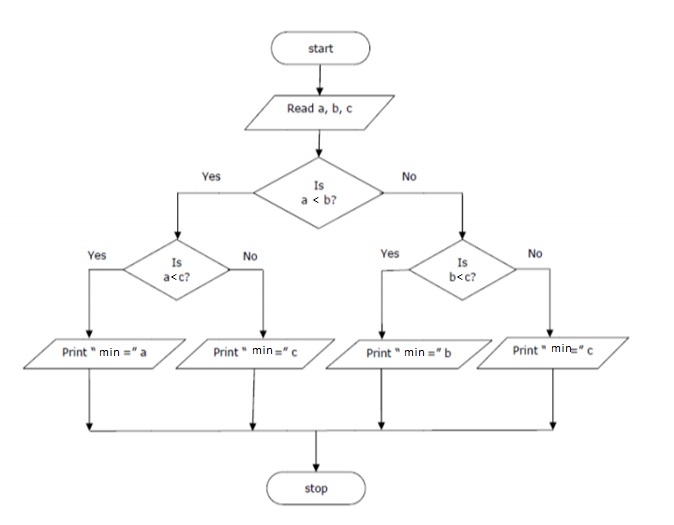 start
Read a, b, c
Yes
No
Is
a < b?
Yes
Is
a<c?
No
Yes
Is
b<c?
No
Print " min =" a
Print " min =" c
Print " min =" b
Print " min=" c
stop